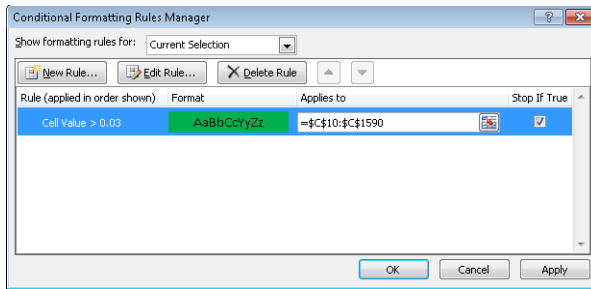 Conditional Formatting Rules Manager
Show formatting rules for: Current Selection
New Rule... Edit Rule... Delete Rule
Rule (applied in order shown) Format Applies to Stop If True
Cell Value > 0.03 AaBbCcYyZz =$C$10:$C$1590
OK Cancel Apply